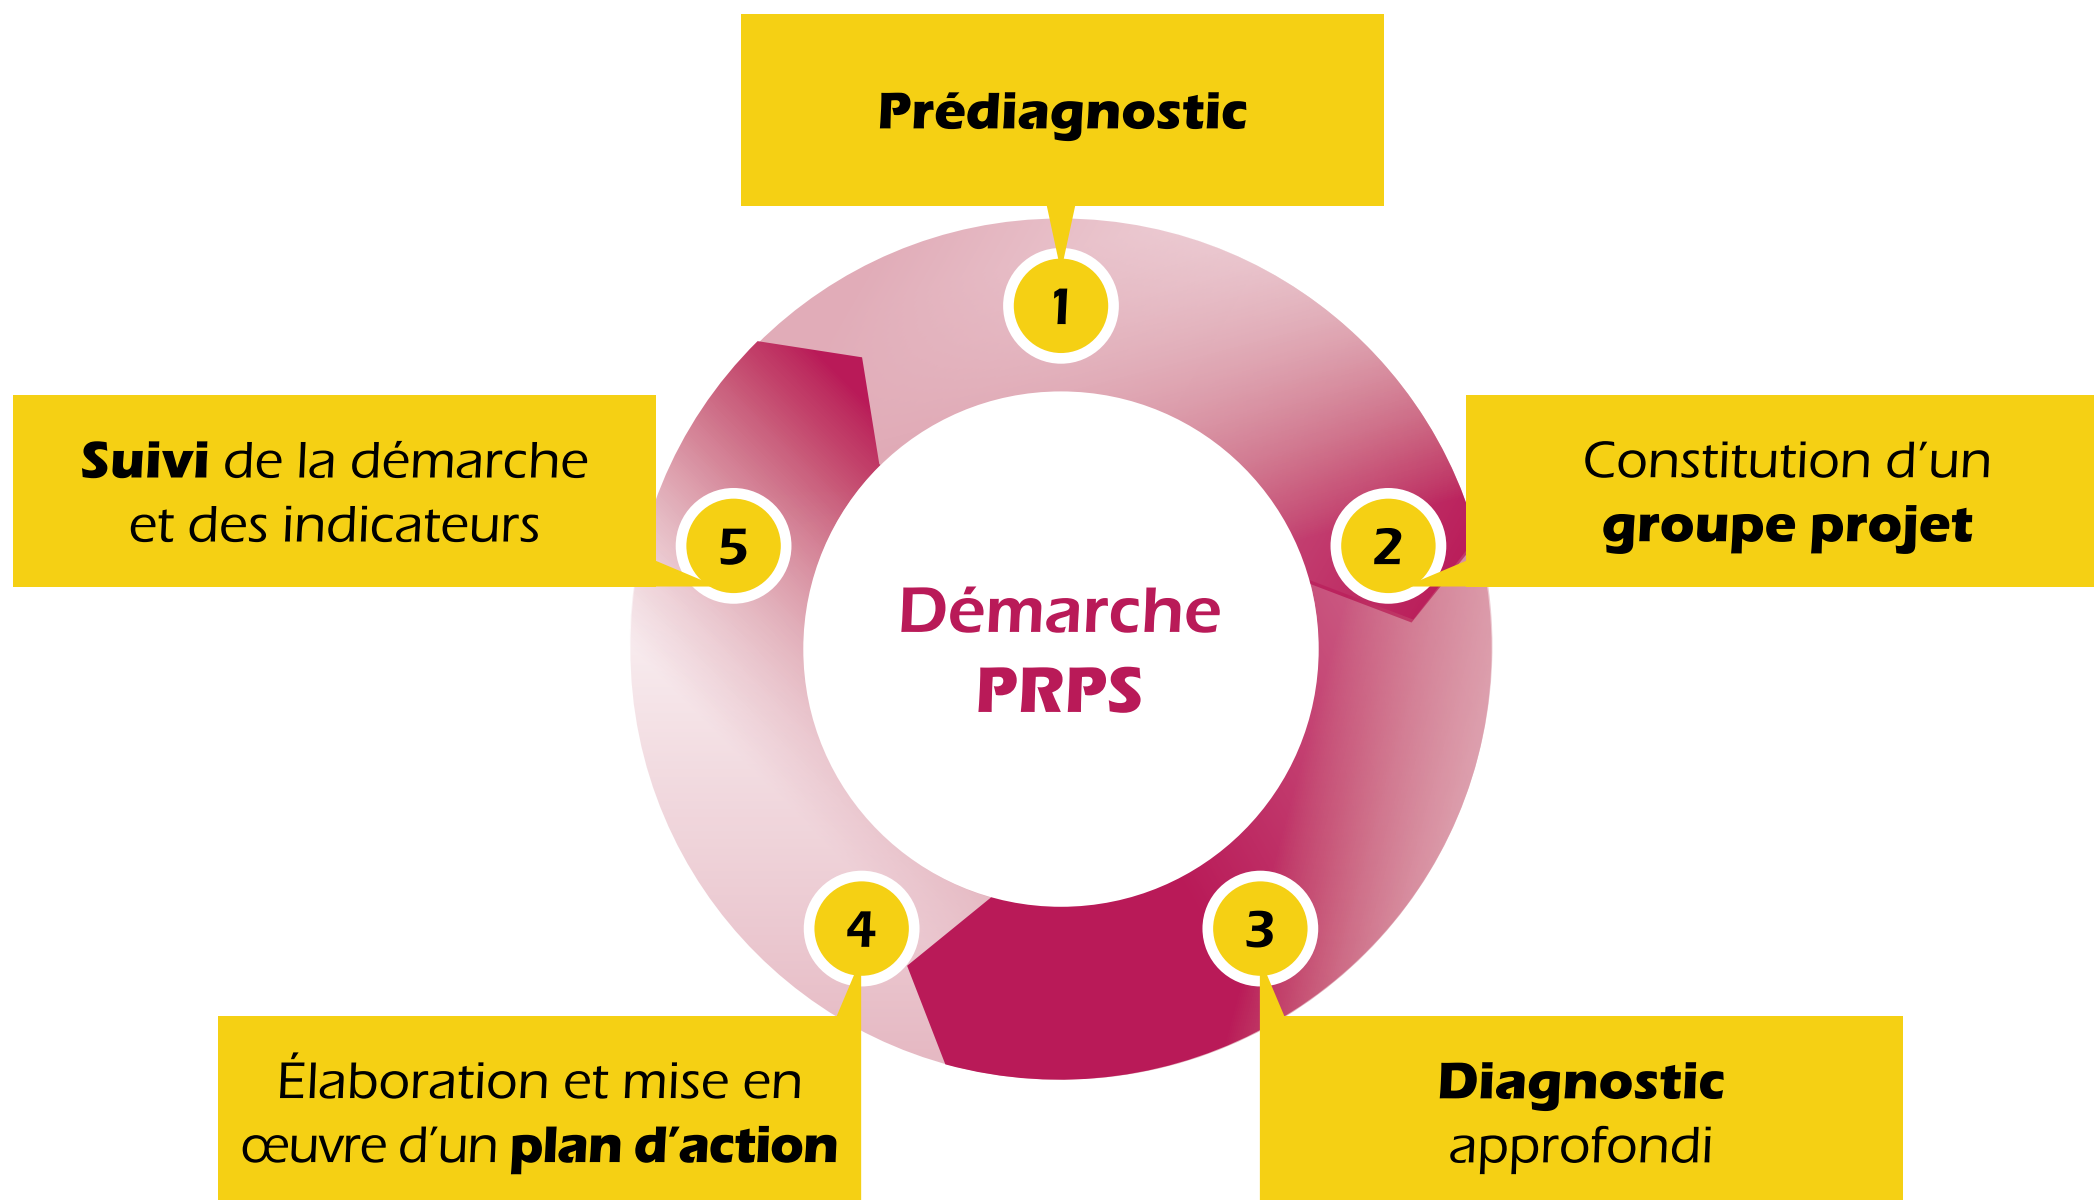 Prédiagnostic
1
Constitution d’un
groupe projet
2
Diagnostic
approfondi
3
Élaboration et mise en
œuvre d’un plan d’action
4
Suivi de la démarche
et des indicateurs
5
Démarche
PRPS